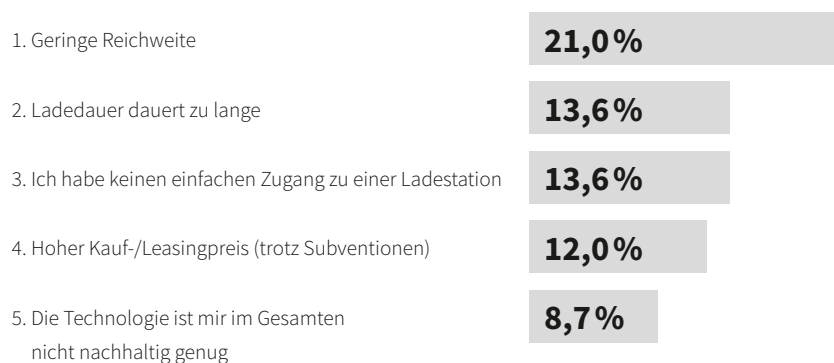 1. Geringe Reichweite
21,0 %
2. Ladedauer dauert zu lange
13,6 %
3. Ich habe keinen einfachen Zugang zu einer Ladestation
13,6 %
4. Hoher Kauf-/Leasingpreis (trotz Subventionen)
12,0 %
5. Die Technologie ist mir im Gesamten
nicht nachhaltig genug
8,7 %